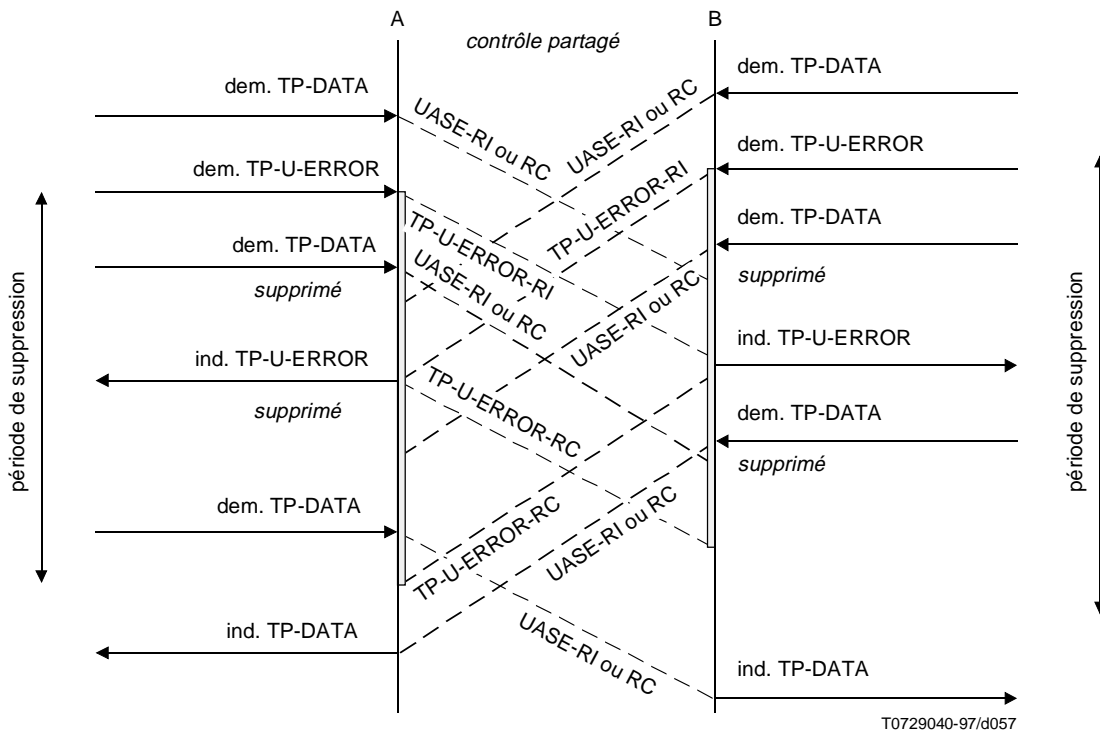 A
B
contrôle partagé
dem. TP-DATA
dem. TP-DATA
UASE-RI ou RC
UASE-RI ou RC
dem. TP-U-ERROR
dem. TP-U-ERROR
TP-U-ERROR-RI
TP-U-ERROR-RI
dem. TP-DATA
dem. TP-DATA
supprimé
supprimé
UASE-RI ou RC
UASE-RI ou RC
période de suppression
période de suppression
ind. TP-U-ERROR
ind. TP-U-ERROR
supprimé
TP-U-ERROR-RC
dem. TP-DATA
supprimé
dem. TP-DATA
TP-U-ERROR-RC
UASE-RI ou RC
ind. TP-DATA
UASE-RI ou RC
ind. TP-DATA
T0729040-97/d057